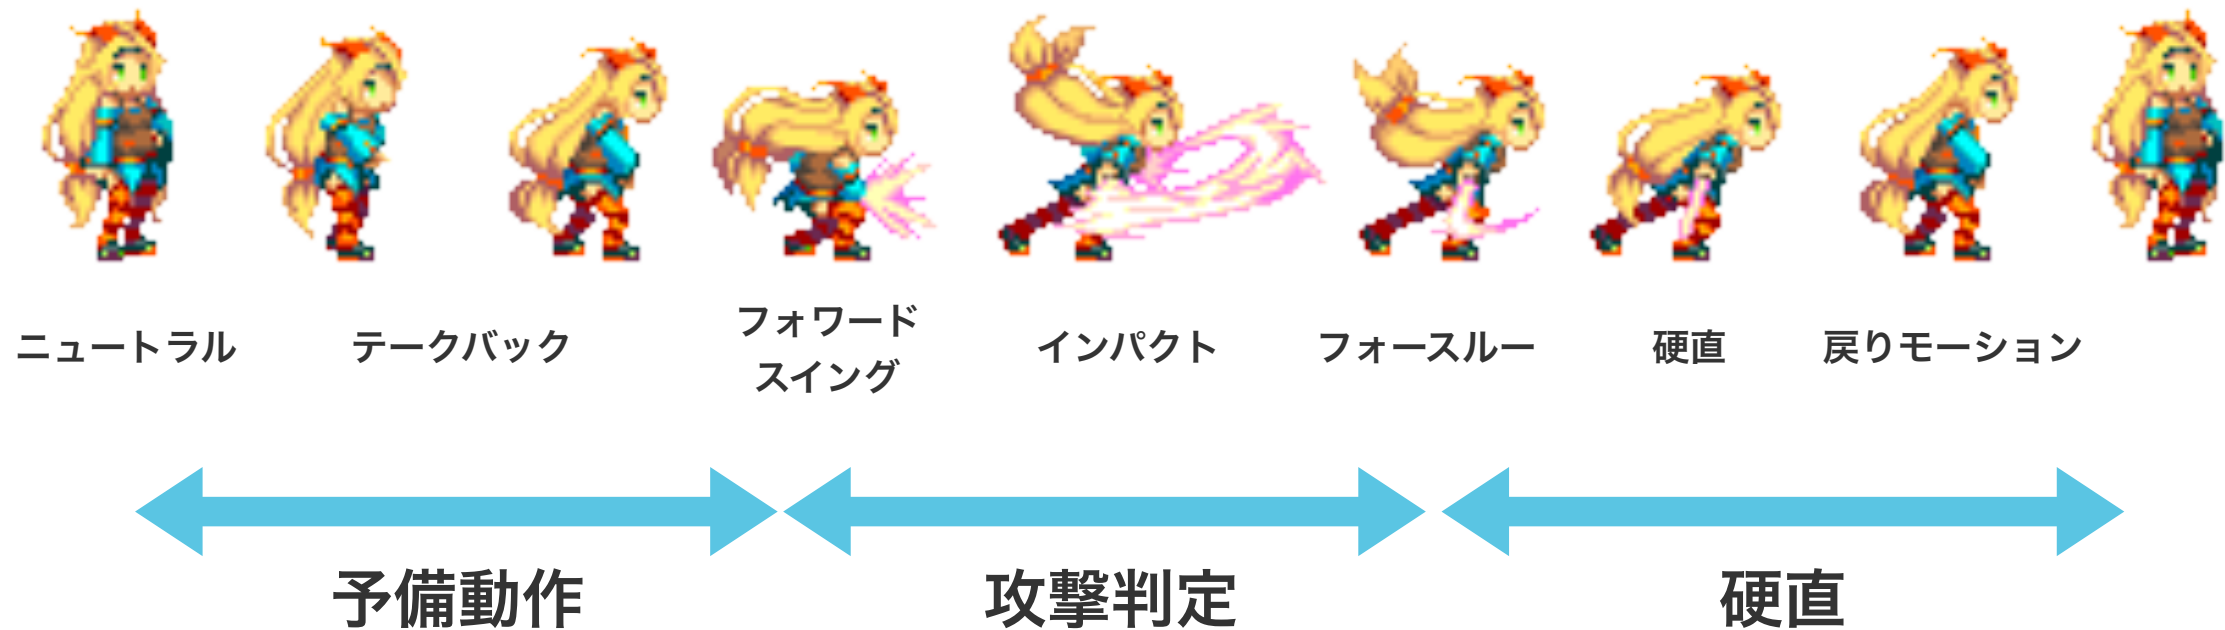 ニュートラル
テークバック
フォワード
スイング
インパクト
フォースルー
硬直
戻りモーション
予備動作
攻撃判定
硬直